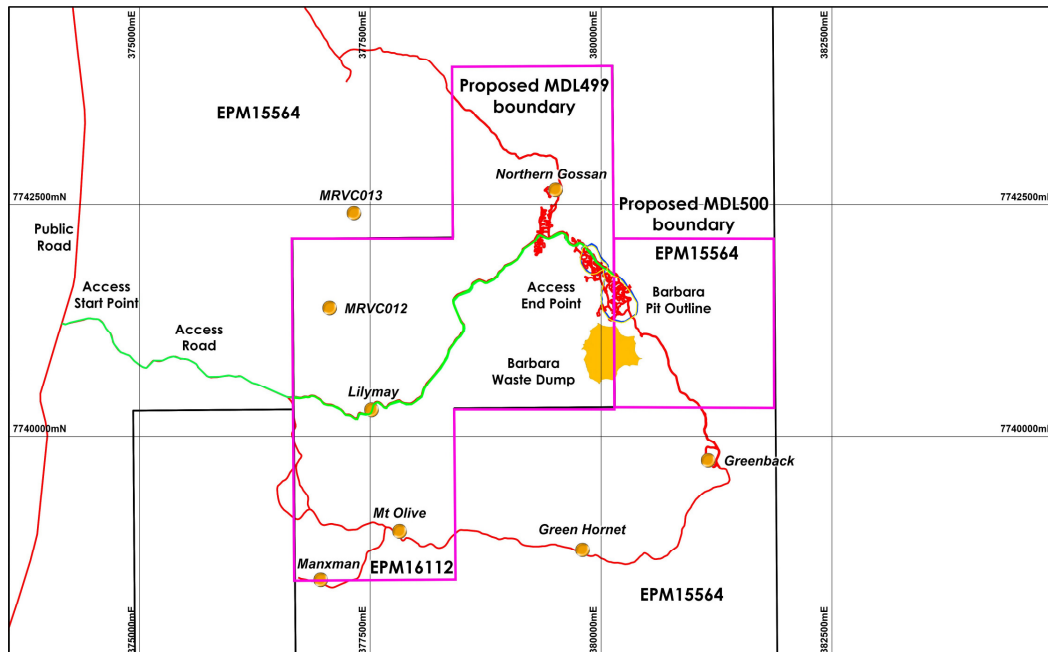 375000mE
377500mE
380000mE
382500mE
Proposed MDL499
boundary
EPM15564
Northern Gossan
MRVC013
7742500mN
7742500mN
Proposed MDL500
boundary
Public
Road
EPM15564
Access
Start Point
Access
End Point
Barbara
Pit Outline
MRVC012
Access
Road
Barbara
Waste Dump
Lilymay
7740000mN
7740000mN
Greenback
Mt Olive
Green Hornet
Manxman
EPM16112
EPM15564
375000mE
377500mE
380000mE
382500mE